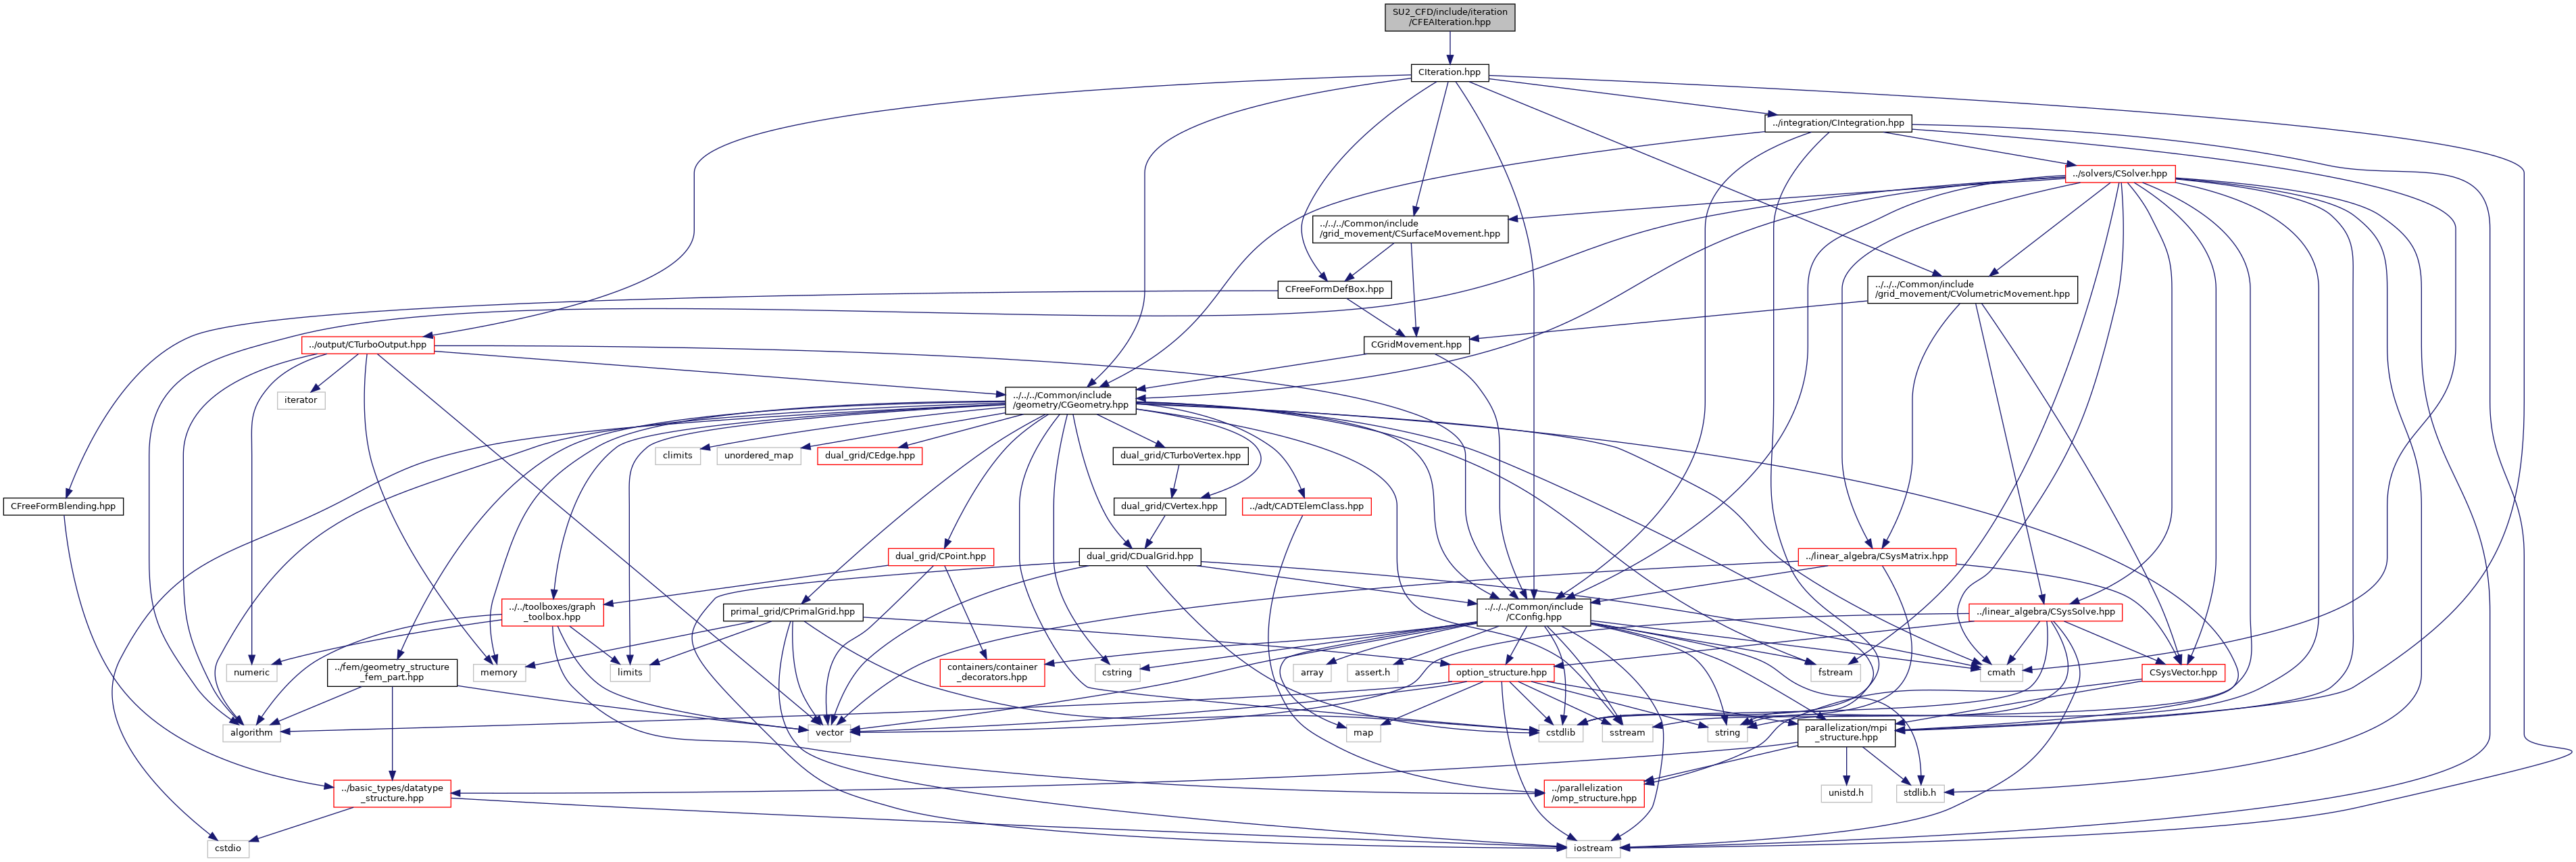 SU2_CFD/include/iteration
/CFEAIteration.hpp
CIteration.hpp
../integration/CIntegration.hpp
../solvers/CSolver.hpp
../../../Common/include
/grid_movement/CSurfaceMovement.hpp
CFreeFormDefBox.hpp
../../../Common/include
/grid_movement/CVolumetricMovement.hpp
../output/CTurboOutput.hpp
CGridMovement.hpp
iterator
../../../Common/include
/geometry/CGeometry.hpp
climits
unordered_map
dual_grid/CEdge.hpp
dual_grid/CTurboVertex.hpp
CFreeFormBlending.hpp
dual_grid/CVertex.hpp
../adt/CADTElemClass.hpp
dual_grid/CPoint.hpp
dual_grid/CDualGrid.hpp
../linear_algebra/CSysMatrix.hpp
../../toolboxes/graph
_toolbox.hpp
primal_grid/CPrimalGrid.hpp
../../../Common/include
/CConfig.hpp
../linear_algebra/CSysSolve.hpp
numeric
../fem/geometry_structure
_fem_part.hpp
memory
limits
containers/container
_decorators.hpp
cstring
array
assert.h
option_structure.hpp
fstream
cmath
CSysVector.hpp
algorithm
vector
map
cstdlib
sstream
string
parallelization/mpi
_structure.hpp
../basic_types/datatype
_structure.hpp
../parallelization
/omp_structure.hpp
unistd.h
stdlib.h
cstdio
iostream